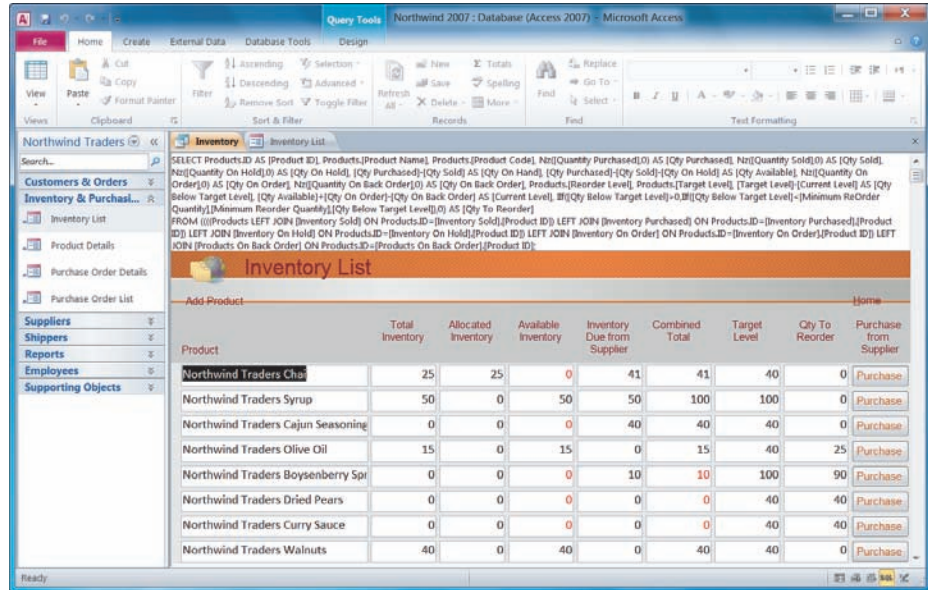 Query Tools
Northwind 2007 : Database (Access 2007) - Microsoft Access
File Home Create External Data Database Tools Design
View
Paste
Cut
Copy
Format Painter
Filter
Ascending
Descending
Remove Sort
Selection
Advanced
Toggle Filter
Refresh All
New
Save
Delete
Totals
Spelling
More
Find
Replace
Go To
Select
B I U A
Views Clipboard Sort & Filter Records Find Text Formatting
Northwind Traders
Search...
Customers & Orders
Inventory & Purchasi...
Inventory List
Product Details
Purchase Order Details
Purchase Order List
Suppliers
Shippers
Reports
Employees
Supporting Objects
Inventory Inventory List
SELECT Products.ID AS [Product ID], Products.[Product Name], Products.[Product Code], Nz([Quantity Purchased],0) AS [Qty Purchased], Nz([Quantity Sold],0) AS [Qty Sold],
Nz([Quantity On Hold],0) AS [Qty On Hold], [Qty Purchased]-[Qty Sold] AS [Qty On Hand], [Qty Purchased]-[Qty Sold]-[Qty On Hold] AS [Qty Available], Nz([Quantity On
Order],0) AS [Qty On Order], Nz([Quantity On Back Order],0) AS [Qty On Back Order], Products.[Reorder Level], Products.[Target Level], [Target Level]-[Current Level] AS [Qty
Below Target Level], [Qty Available]+[Qty On Order]-[Qty On Back Order] AS [Current Level], IIf([Qty Below Target Level]>0,IIf([Qty Below Target Level]<[Minimum ReOrder
Quantity],[Minimum Reorder Quantity],[Qty Below Target Level]),0) AS [Qty To Reorder]
FROM ((((Products LEFT JOIN [Inventory Sold] ON Products.ID=[Inventory Sold].[Product ID]) LEFT JOIN [Inventory Purchased] ON Products.ID=[Inventory Purchased].[Product
ID]) LEFT JOIN [Inventory On Hold] ON Products.ID=[Inventory On Hold].[Product ID]) LEFT JOIN [Inventory On Order] ON Products.ID=[Inventory On Order].[Product ID]) LEFT
JOIN [Products On Back Order] ON Products.ID=[Products On Back Order].[Product ID];
Inventory List
Add Product Home
Product
Total Inventory
Allocated Inventory
Available Inventory
Inventory Due from Supplier
Combined Total
Target Level
Qty To Reorder
Purchase from Supplier
Northwind Traders Chai 25 25 0 41 41 40 0 Purchase
Northwind Traders Syrup 50 0 50 50 100 100 0 Purchase
Northwind Traders Cajun Seasoning 0 0 0 40 40 40 0 Purchase
Northwind Traders Olive Oil 15 0 15 0 15 40 25 Purchase
Northwind Traders Boysenberry Spr 0 0 0 10 10 100 90 Purchase
Northwind Traders Dried Pears 0 0 0 0 0 40 40 Purchase
Northwind Traders Curry Sauce 0 0 0 0 0 40 40 Purchase
Northwind Traders Walnuts 40 0 40 0 40 40 0 Purchase
Ready
SQL